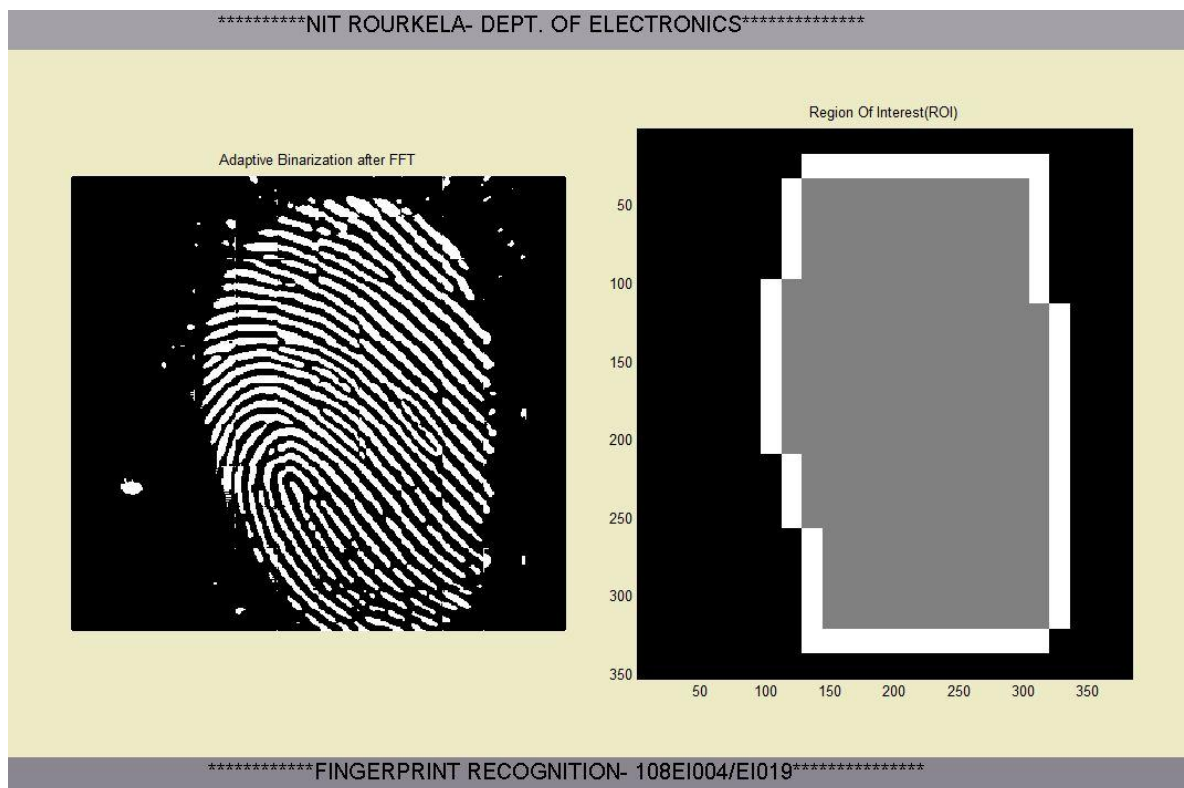 **********NIT ROURKELA- DEPT. OF ELECTRONICS**************
Adaptive Binarization after FFT
Region Of Interest(ROI)
50
100
150
200
250
300
350
50 100 150 200 250 300 350
************FINGERPRINT RECOGNITION- 108EI004/EI019***************